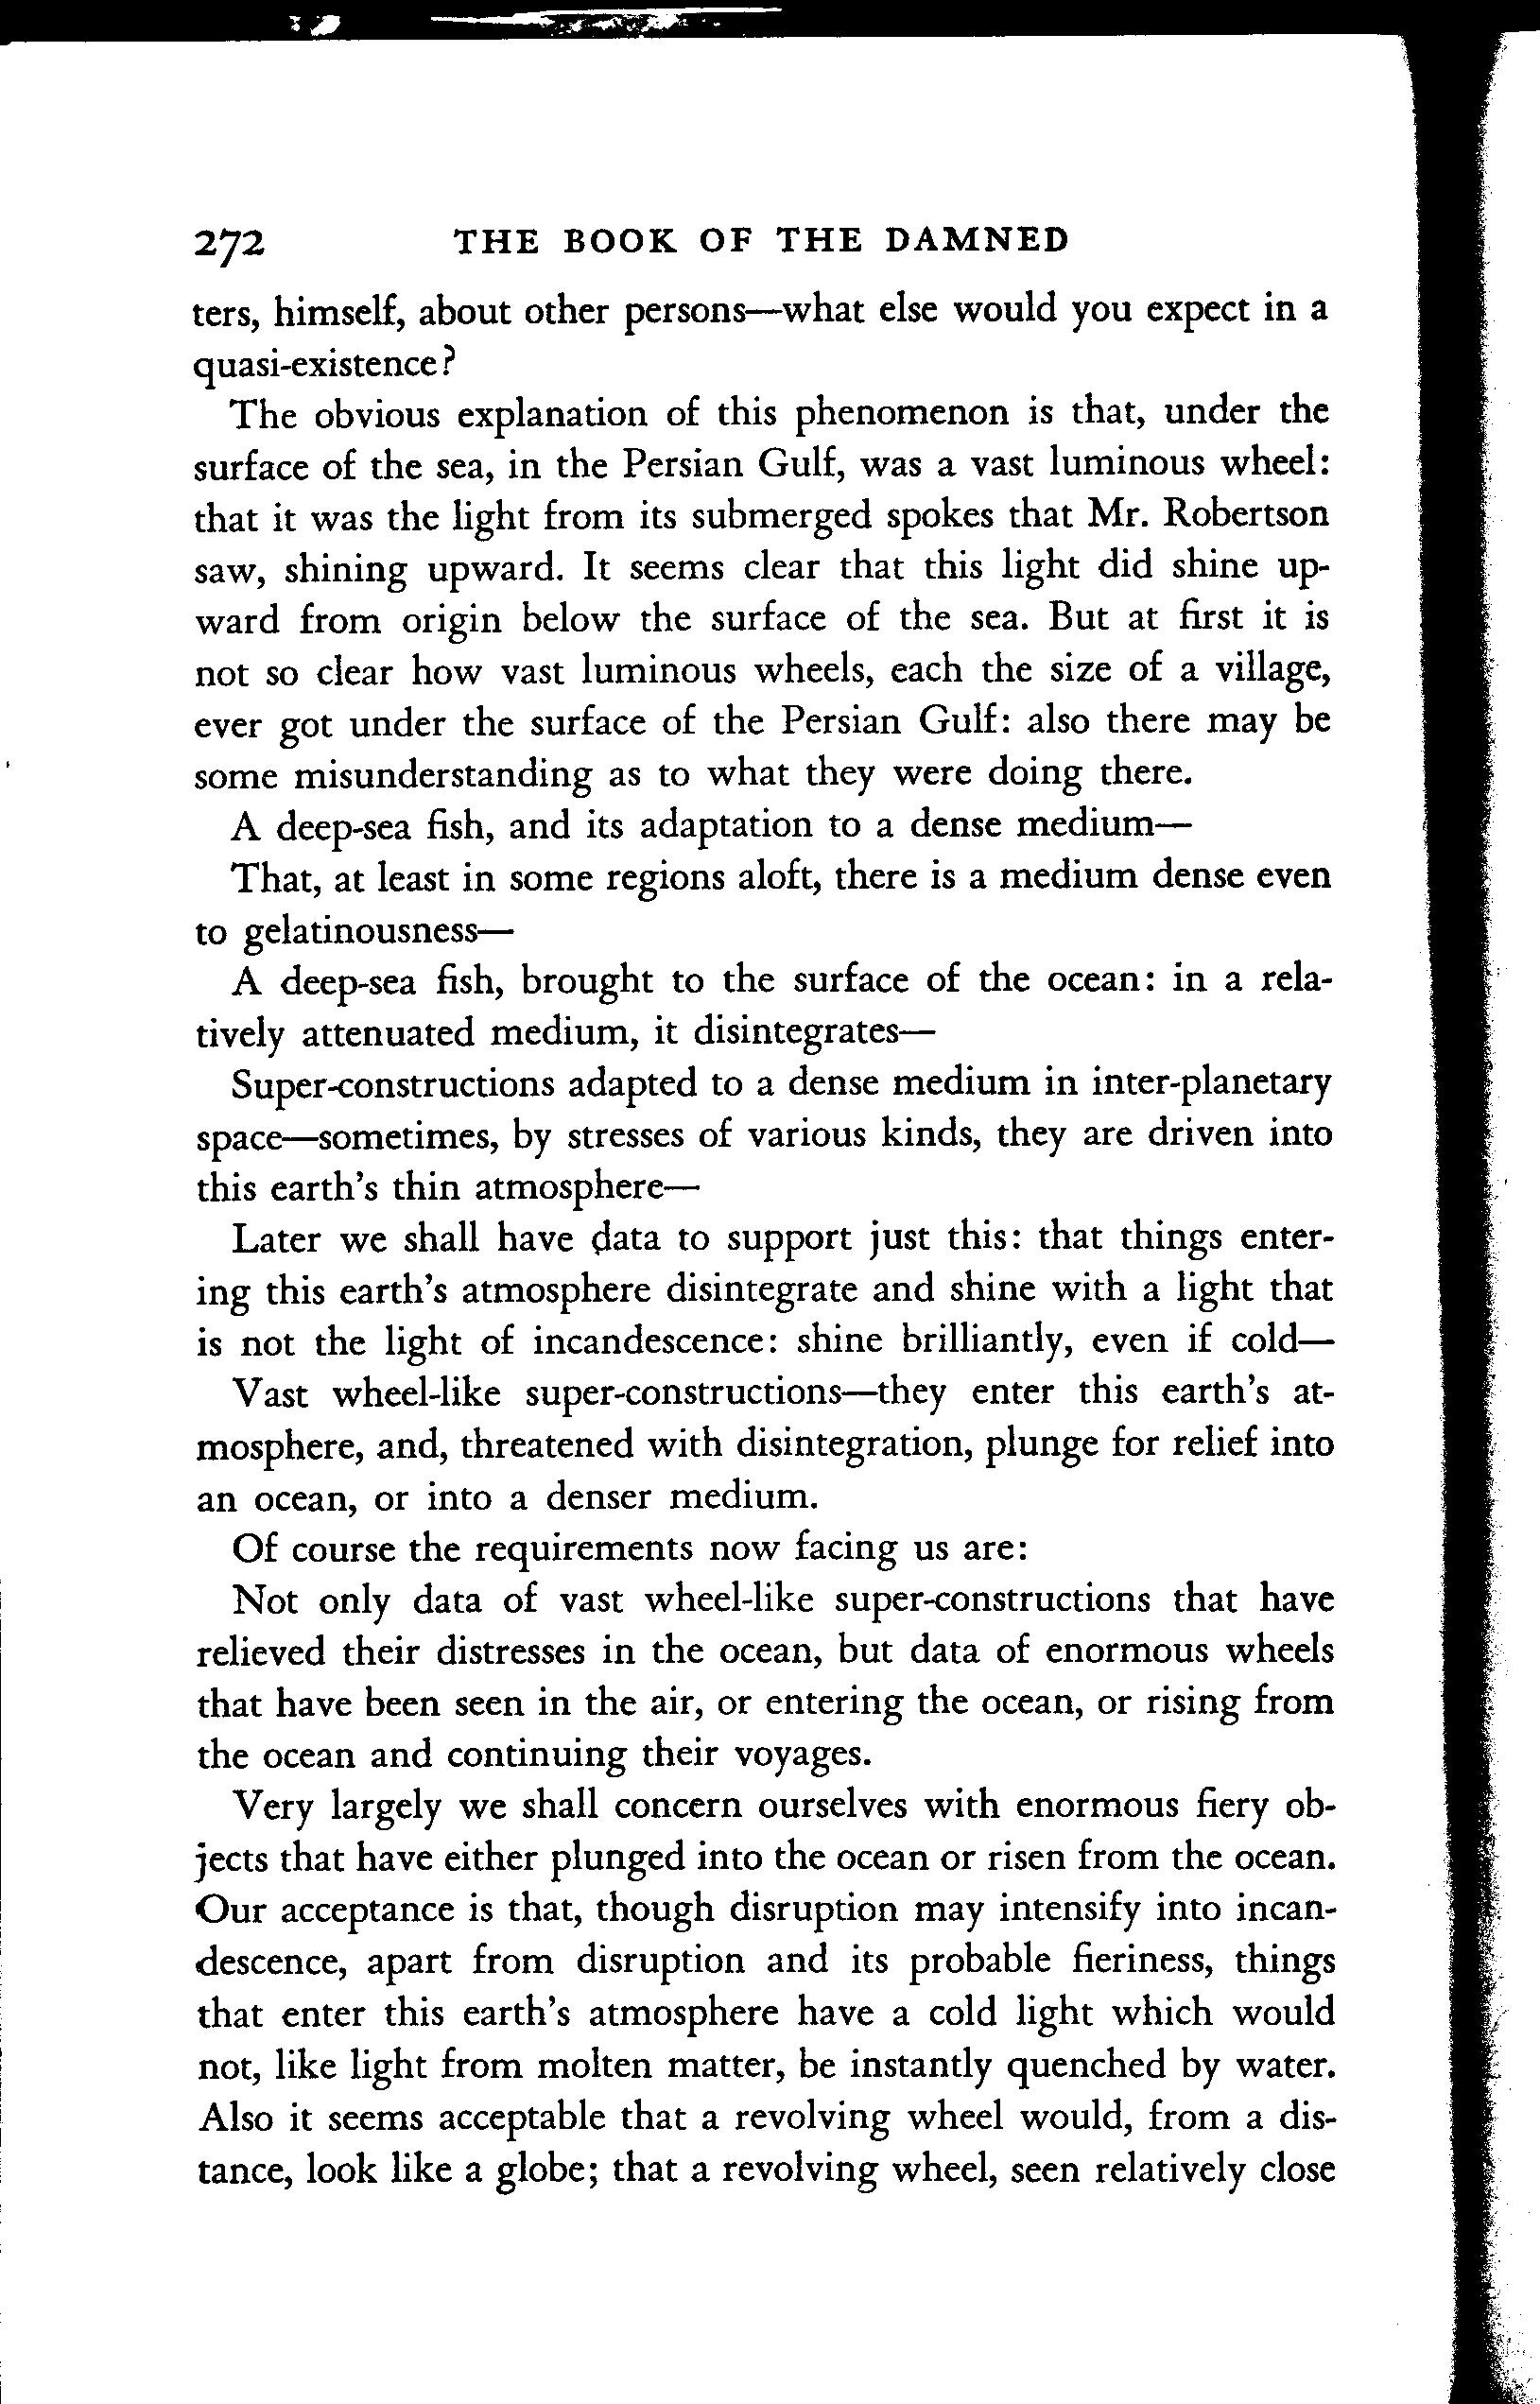 272 THE BOOK OF THE DAMNED
ters, himself, about other persons—what else would you expect in a
quasi-existence?
The obvious explanation of this phenomenon is that, under the
surface of the sea, in the Persian Gulf, was a vast luminous wheel:
that it was the light from its submerged spokes that Mr. Robertson
saw, shining upward. It seems clear that this light did shine up-
ward from origin below the surface of the sea. But at first it is
not so clear how vast luminous wheels, each the size of a village,
ever got under the surface of the Persian Gulf: also there may be
some misunderstanding as to what they were doing there.
A deep-sea fish, and its adaptation to a dense medium—
That, at least in some regions aloft, there is a medium dense even
to gelatinousness—
A deep-sea fish, brought to the surface of the ocean: in a rela-
tively attenuated medium, it disintegrates—
Super-constructions adapted to a dense medium in inter-planetary
space—sometimes, by stresses of various kinds, they are driven into
this earth's thin atmosphere—
Later we shall have data to support just this: that things enter-
ing this earth's atmosphere disintegrate and shine with a light that
is not the light of incandescence: shine brilliantly, even if cold—
Vast wheel-like super-constructions—they enter this earth's at-
mosphere, and, threatened with disintegration, plunge for relief into
an ocean, or into a denser medium.
Of course the requirements now facing us are:
Not only data of vast wheel-like super-constructions that have
relieved their distresses in the ocean, but data of enormous wheels
that have been seen in the air, or entering the ocean, or rising from
the ocean and continuing their voyages.
Very largely we shall concern ourselves with enormous fiery ob-
jects that have either plunged into the ocean or risen from the ocean.
Our acceptance is that, though disruption may intensify into incan-
descence, apart from disruption and its probable fieriness, things
that enter this earth's atmosphere have a cold light which would
not, like light from molten matter, be instantly quenched by water.
Also it seems acceptable that a revolving wheel would, from a dis-
tance, look like a globe; that a revolving wheel, seen relatively close